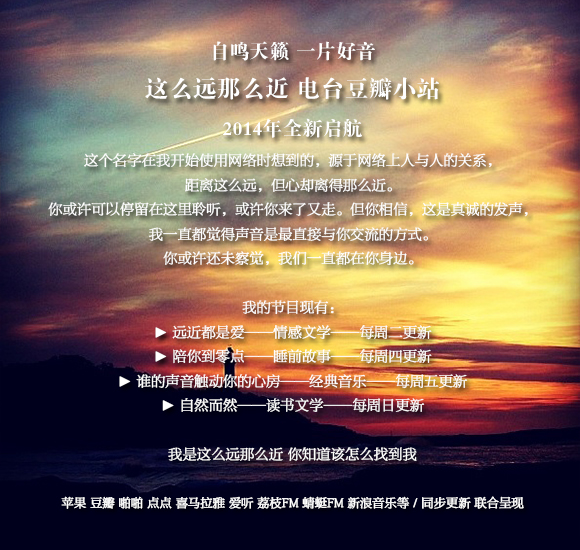 自鸣天籁 一片好音
这么远那么近 电台豆瓣小站
2014年全新启航
这个名字在我开始使用网络时想到的，源于网络上人与人的关系，
距离这么远，但心却离得那么近。
你或许可以停留在这里聆听，或许你来了又走。但你相信，这是真诚的发声，
我一直都觉得声音是最直接与你交流的方式。
你或许还未察觉，我们一直都在你身边。
我的节目现有：
► 远近都是爱——情感文学——每周二更新
► 陪你到零点——睡前故事——每周四更新
► 谁的声音触动你的心房——经典音乐——每周五更新
► 自然而然——读书文学——每周日更新
我是这么远那么近 你知道该怎么找到我
苹果 豆瓣 啪啪 点点 喜马拉雅 爱听 荔枝FM 蜻蜓FM 新浪音乐等 / 同步更新 联合呈现